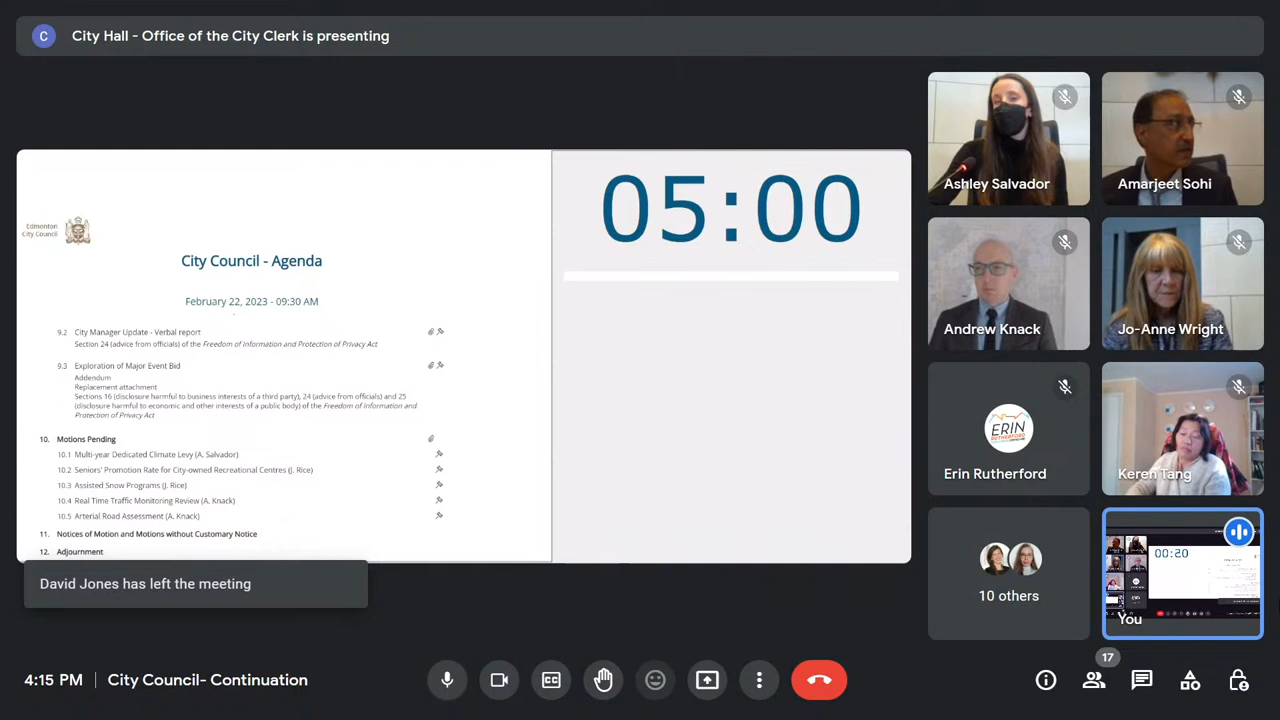 C City Hall - Office of the City Clerk is presenting
Edmonton
City Council
City Council - Agenda
February 22, 2023 - 09:30 AM
9.2 City Manager Update - Verbal report
Section 24 (advice from officials) of the Freedom of Information and Protection of Privacy Act
9.3 Exploration of Major Event Bid
Addendum
Replacement attachment
Sections 16 (disclosure harmful to business interests of a third party), 24 (advice from officials) and 25
(disclosure harmful to economic and other interests of a public body) of the Freedom of Information and
Protection of Privacy Act
10. Motions Pending
10.1 Multi-year Dedicated Climate Levy (A. Salvador)
10.2 Seniors' Promotion Rate for City-owned Recreational Centres (J. Rice)
10.3 Assisted Snow Programs (J. Rice)
10.4 Real Time Traffic Monitoring Review (A. Knack)
10.5 Arterial Road Assessment (A. Knack)
11. Notices of Motion and Motions without Customary Notice
12. Adjournment
David Jones has left the meeting
05:00
Ashley Salvador
Amarjeet Sohi
Andrew Knack
Jo-Anne Wright
ERIN
RUTHERFORD
Erin Rutherford
Keren Tang
10 others
You
17
4:15 PM | City Council- Continuation